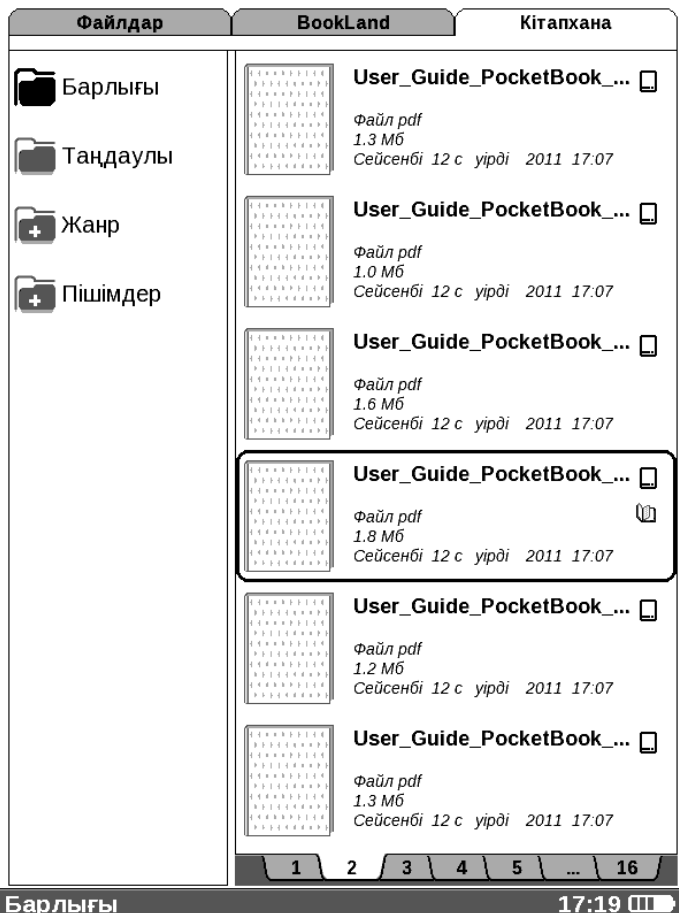 Файлдар
BookLand
Кітапхана
Барлығы
Таңдаулы
Жанр
Пішімдер
User_Guide_PocketBook_...
Файл pdf
1.3 Мб
Сейсенбі 12 с уірді 2011 17:07
User_Guide_PocketBook_...
Файл pdf
1.0 Мб
Сейсенбі 12 с уірді 2011 17:07
User_Guide_PocketBook_...
Файл pdf
1.6 Мб
Сейсенбі 12 с уірді 2011 17:07
User_Guide_PocketBook_...
Файл pdf
1.8 Мб
Сейсенбі 12 с уірді 2011 17:07
User_Guide_PocketBook_...
Файл pdf
1.2 Мб
Сейсенбі 12 с уірді 2011 17:07
User_Guide_PocketBook_...
Файл pdf
1.3 Мб
Сейсенбі 12 с уірді 2011 17:07
1 2 3 4 5 ... 16
Барлығы 17:19